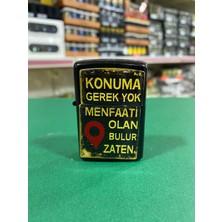 KONUMA
GEREK YOK
MENFAATİ
OLAN
BULUR
ZATEN.